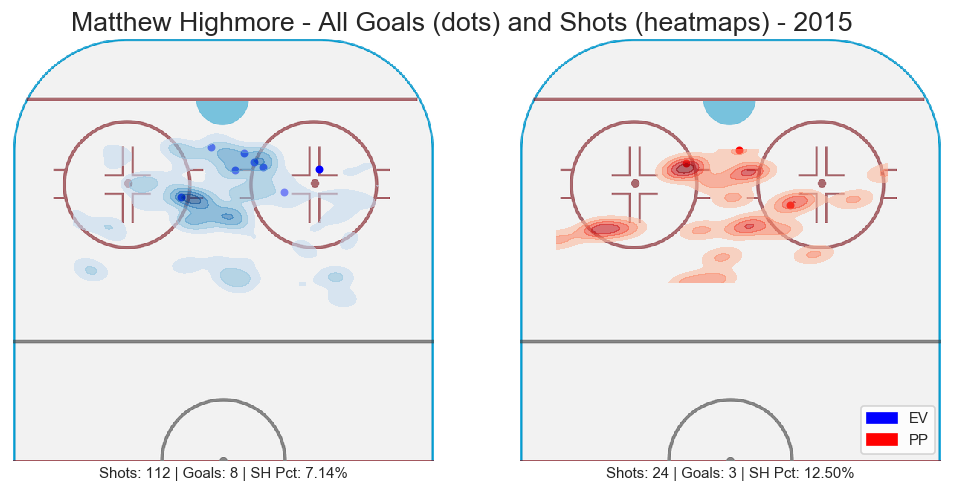 Matthew Highmore - All Goals (dots) and Shots (heatmaps) - 2015
EV
PP
Shots: 112 | Goals: 8 | SH Pct: 7.14%
Shots: 24 | Goals: 3 | SH Pct: 12.50%